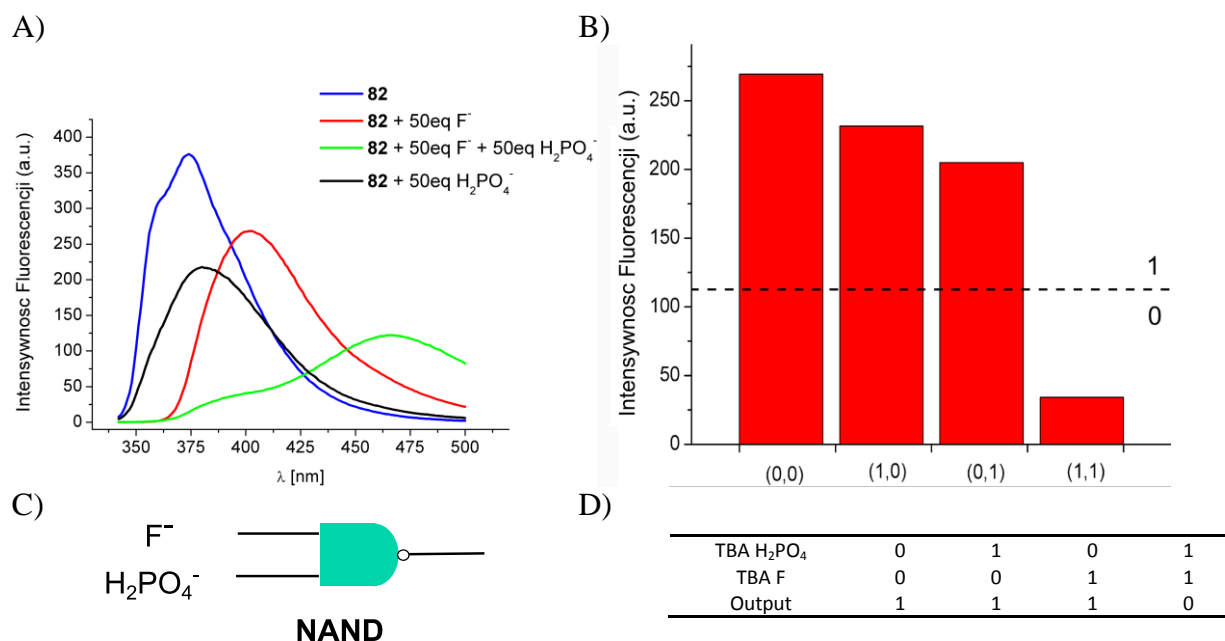 A)
82
82 + 50eq F⁻
82 + 50eq F⁻ + 50eq H₂PO₄⁻
82 + 50eq H₂PO₄⁻
Intensywnosc Fluorescencji (a.u.)
400
350
300
250
200
150
100
50
0
350 375 400 425 450 475 500
λ [nm]
B)
Intensywnosc Fluorescencji (a.u.)
250
200
150
100
50
0
1
0
(0,0) (1,0) (0,1) (1,1)
C)
F⁻
H₂PO₄⁻
NAND
D)
TBA H₂PO₄ 0 1 0 1
TBA F 0 0 1 1
Output 1 1 1 0